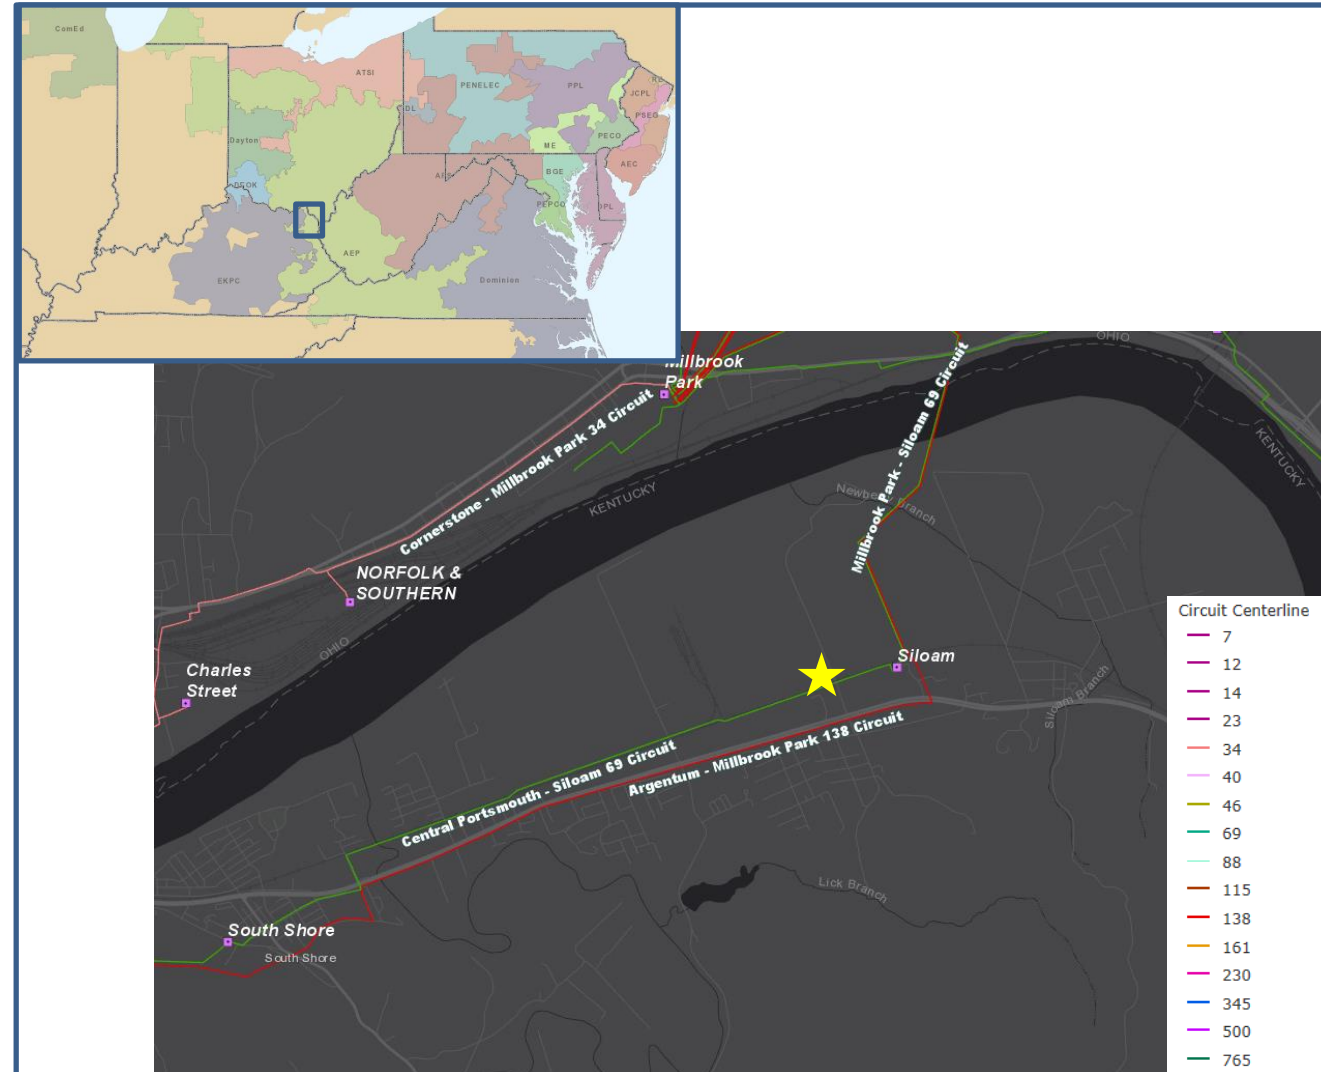 ComEd
ATSI
PENELEC
PPL
JCPL
PSEG
DL
Dayton
ME
PECO
AEC
BGE
DEOK
PEPCO
DPL
AEP
EKPC
Dominion
Millbrook
Park
OHIO
Cornerstone - Millbrook Park 34 Circuit
Millbrook Park - Siloam 69 Circuit
KENTUCKY
KENTUCKY
NORFOLK &
SOUTHERN
OHIO
Charles
Street
Siloam
Siloam Branch
Central Portsmouth - Siloam 69 Circuit
Argentum - Millbrook Park 138 Circuit
Lick Branch
South Shore
South Shore
Circuit Centerline
7
12
14
23
34
40
46
69
88
115
138
161
230
345
500
765